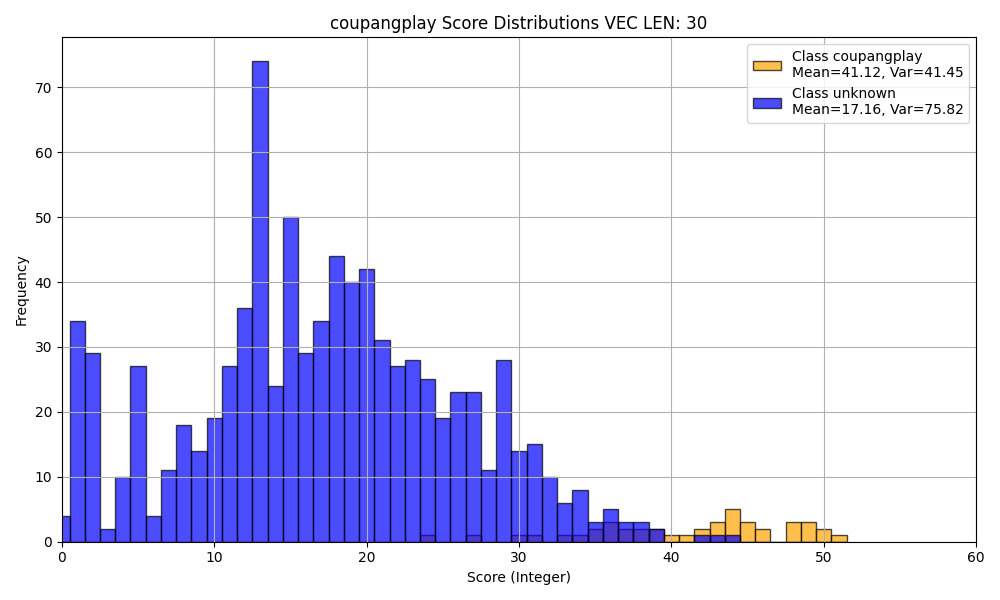 coupangplay Score Distributions VEC LEN: 30
Class coupangplay
Mean=41.12, Var=41.45
Class unknown
Mean=17.16, Var=75.82
Frequency
70
60
50
40
30
20
10
0
0 10 20 30 40 50 60
Score (Integer)